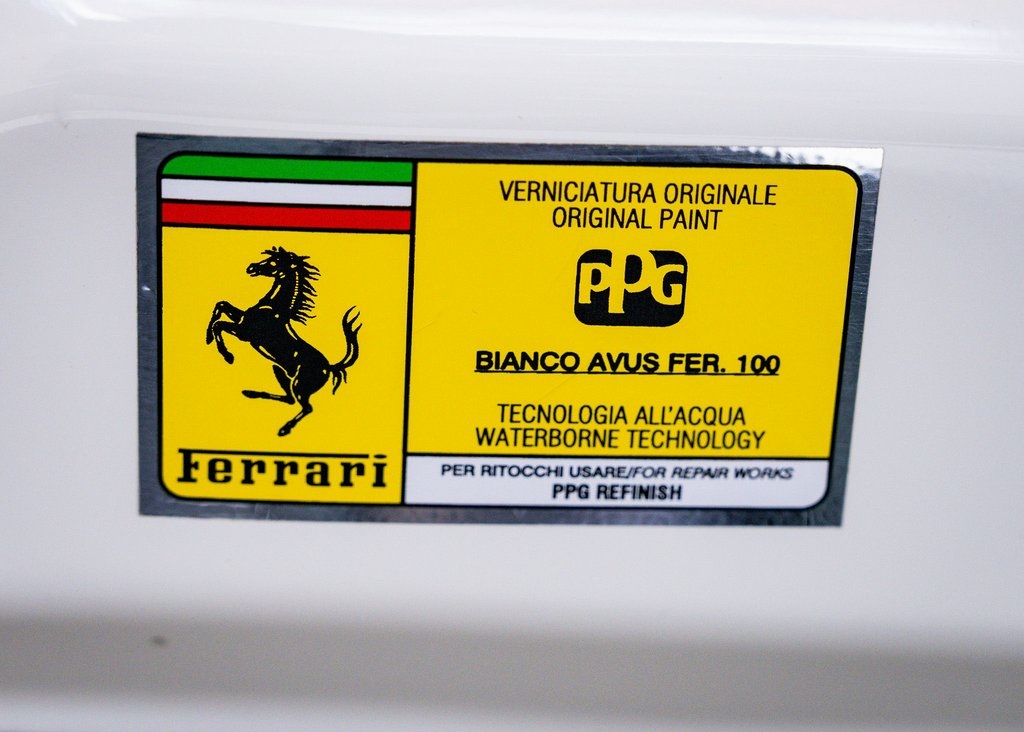 VERNICIATURA ORIGINALE
ORIGINAL PAINT
PPG
BIANCO AVUS FER. 100
TECNOLOGIA ALL'ACQUA
WATERBORNE TECHNOLOGY
PER RITOCCHI USARE/FOR REPAIR WORKS
PPG REFINISH
Ferrari